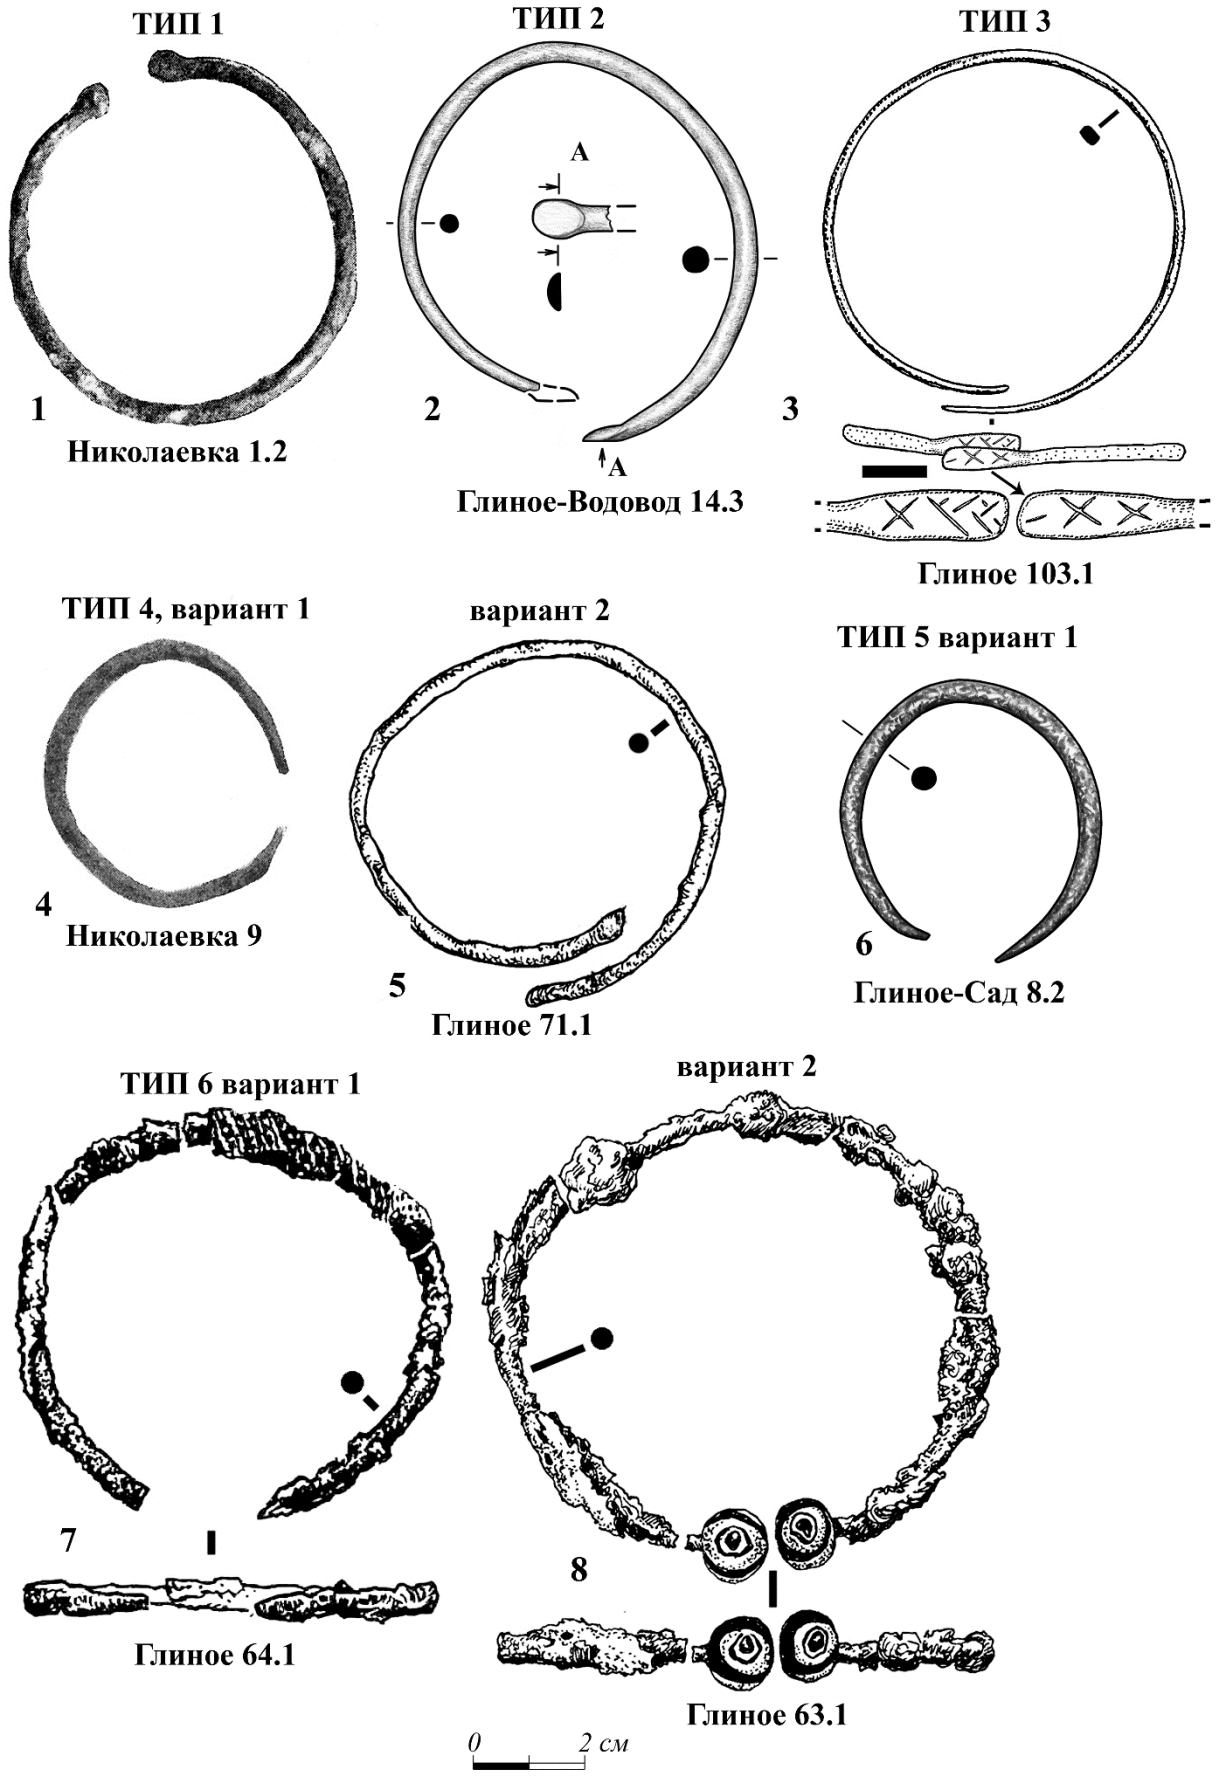 ТИП 1
ТИП 2
ТИП 3
А
А
1
2
3
Николаевка 1.2
Глиное-Водовод 14.3
Глиное 103.1
ТИП 4, вариант 1
вариант 2
ТИП 5 вариант 1
4
5
6
Николаевка 9
Глиное 71.1
Глиное-Сад 8.2
ТИП 6 вариант 1
вариант 2
7
8
Глиное 64.1
Глиное 63.1
0 2 см